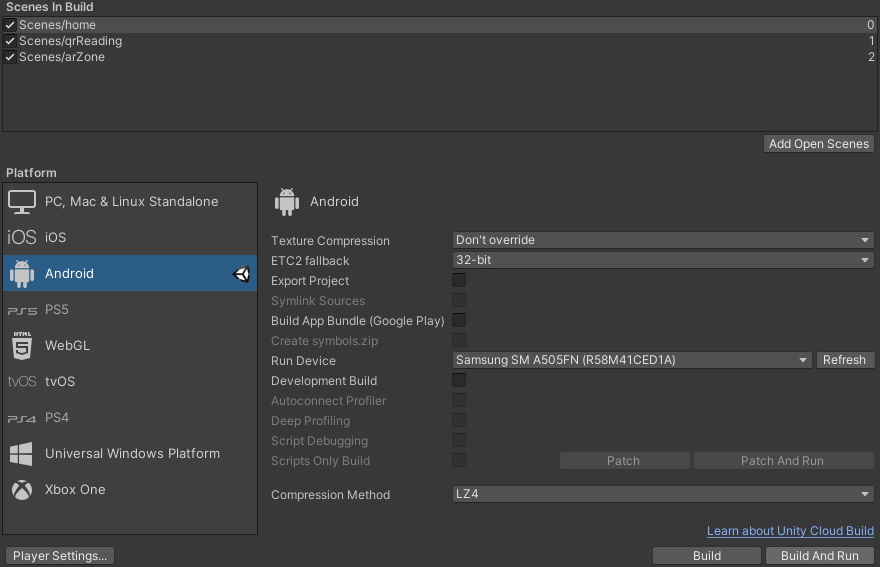 Scenes In Build
Scenes/home 0
Scenes/qrReading 1
Scenes/arZone 2
Add Open Scenes
Platform
PC, Mac & Linux Standalone
iOS iOS
Android
PS5 PS5
HTML 5 WebGL
tvOS tvOS
PS4 PS4
Universal Windows Platform
Xbox One
Android
Texture Compression Don't override
ETC2 fallback 32-bit
Export Project
Symlink Sources
Build App Bundle (Google Play)
Create symbols.zip
Run Device Samsung SM A505FN (R58M41CED1A) Refresh
Development Build
Autoconnect Profiler
Deep Profiling
Script Debugging
Scripts Only Build Patch Patch And Run
Compression Method LZ4
Learn about Unity Cloud Build
Player Settings... Build Build And Run